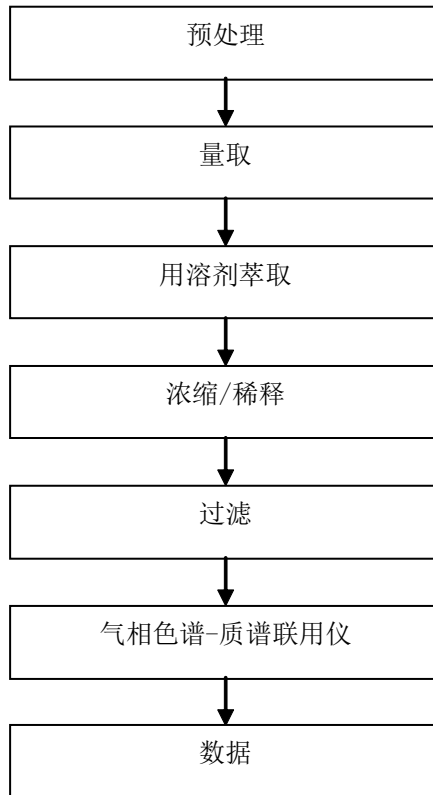 预处理
量取
用溶剂萃取
浓缩/稀释
过滤
气相色谱-质谱联用仪
数据